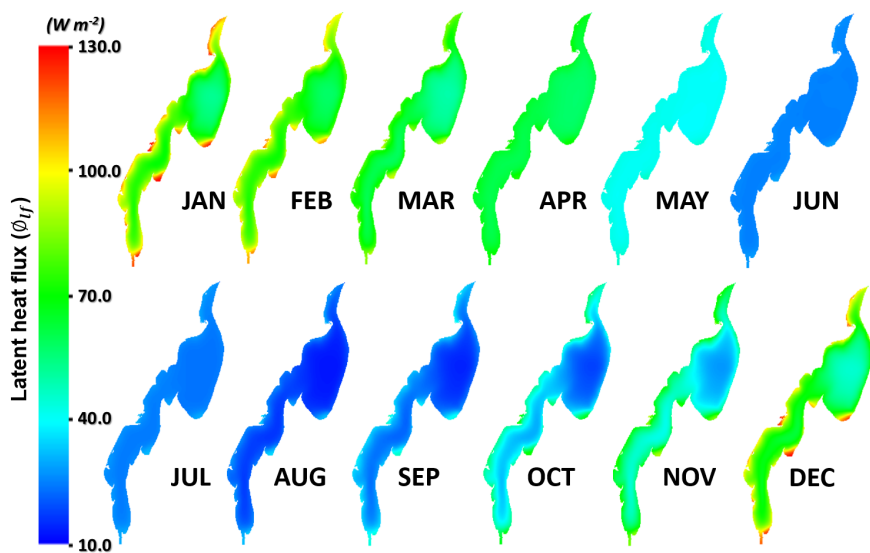 (W m-2)
130.0
100.0
70.0
40.0
10.0
Latent heat flux (∅lf)
JAN FEB MAR APR MAY JUN
JUL AUG SEP OCT NOV DEC